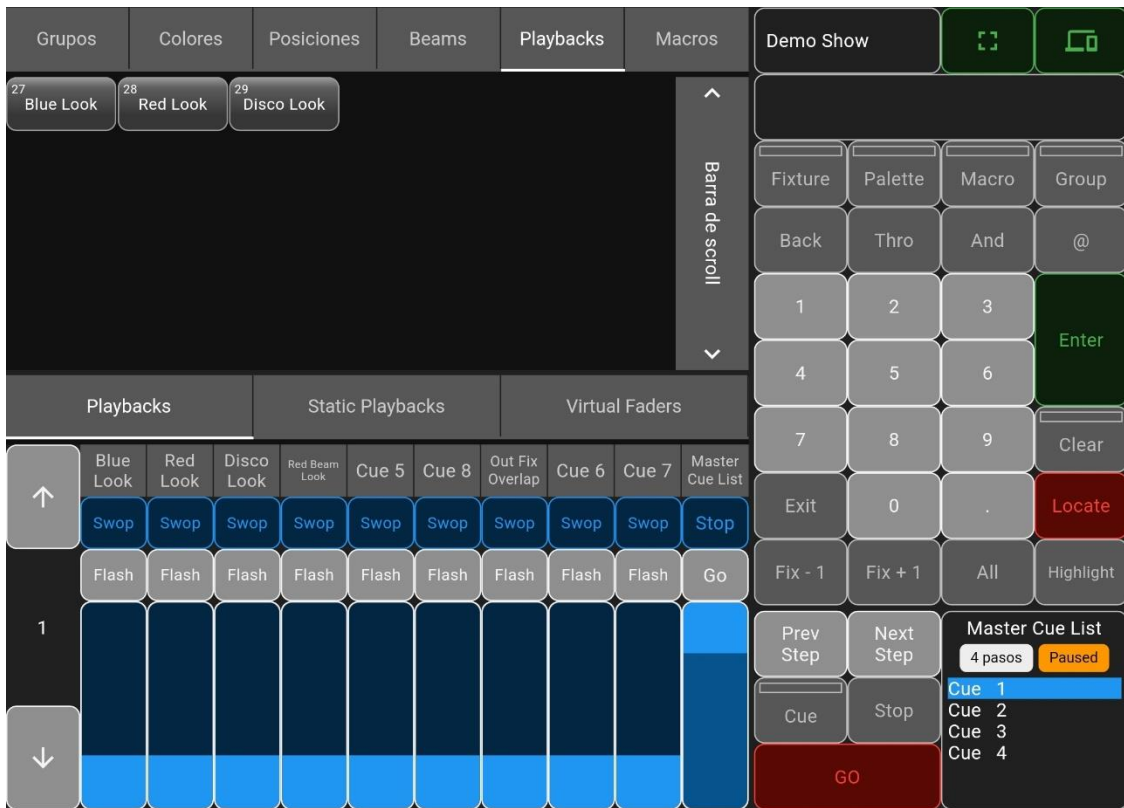 Grupos Colores Posiciones Beams Playbacks Macros
27 Blue Look 28 Red Look 29 Disco Look
Barra de scroll
Playbacks Static Playbacks Virtual Faders
Blue Look Red Look Disco Look Red Beam Look Cue 5 Cue 8 Out Fix Overlap Cue 6 Cue 7 Master Cue List
Swop Swop Swop Swop Swop Swop Swop Swop Swop Stop
Flash Flash Flash Flash Flash Flash Flash Flash Flash Go
1
Demo Show
Fixture Palette Macro Group
Back Thro And @
1 2 3
Enter
4 5 6
7 8 9 Clear
Exit 0 . Locate
Fix - 1 Fix + 1 All Highlight
Prev Step Next Step
Cue Stop
GO
Master Cue List
4 pasos Paused
Cue 1
Cue 2
Cue 3
Cue 4